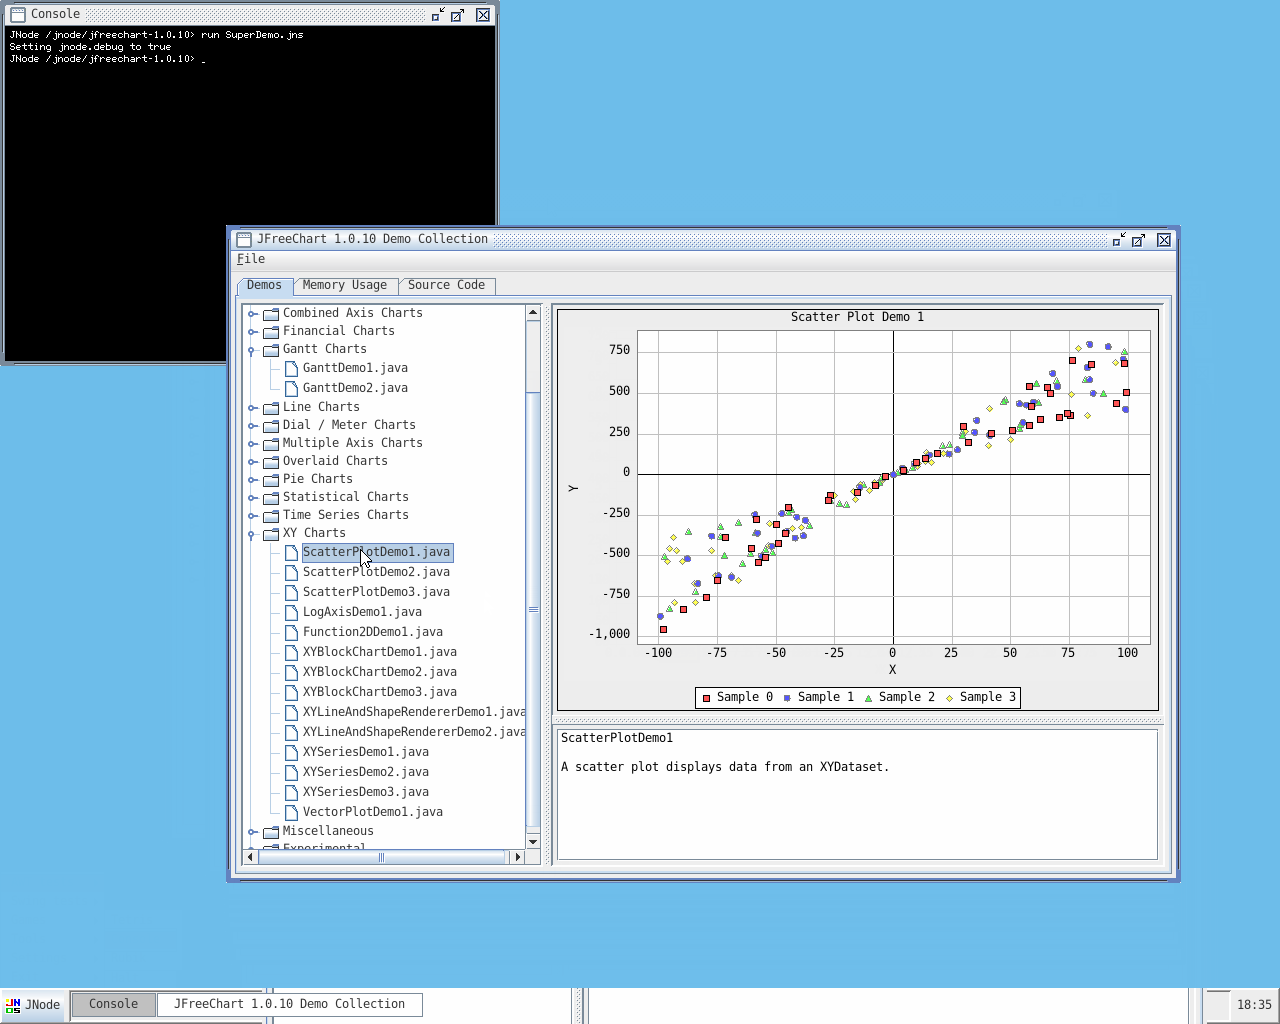 Console
JNode /jnode/jfreechart-1.0.10> run SuperDemo.jns
Setting jnode.debug to true
JNode /jnode/jfreechart-1.0.10> _
JFreeChart 1.0.10 Demo Collection
File
Demos
Memory Usage
Source Code
Combined Axis Charts
Financial Charts
Gantt Charts
GanttDemo1.java
GanttDemo2.java
Line Charts
Dial / Meter Charts
Multiple Axis Charts
Overlaid Charts
Pie Charts
Statistical Charts
Time Series Charts
XY Charts
ScatterPlotDemo1.java
ScatterPlotDemo2.java
ScatterPlotDemo3.java
LogAxisDemo1.java
Function2DDemo1.java
XYBlockChartDemo1.java
XYBlockChartDemo2.java
XYBlockChartDemo3.java
XYLineAndShapeRendererDemo1.java
XYLineAndShapeRendererDemo2.java
XYSeriesDemo1.java
XYSeriesDemo2.java
XYSeriesDemo3.java
VectorPlotDemo1.java
Miscellaneous
Experimental
Scatter Plot Demo 1
750
500
250
0
-250
-500
-750
-1,000
Y
-100 -75 -50 -25 0 25 50 75 100
X
Sample 0 Sample 1 Sample 2 Sample 3
ScatterPlotDemo1
A scatter plot displays data from an XYDataset.
JNode
Console
JFreeChart 1.0.10 Demo Collection
18:35